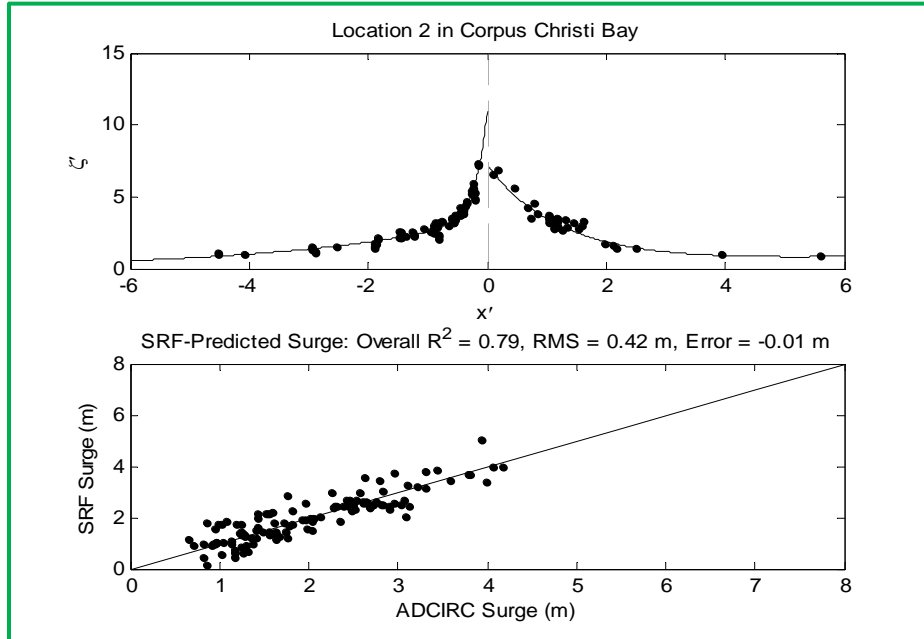 Location 2 in Corpus Christi Bay
15
10
5
0
ζ′
-6 -4 -2 0 2 4 6
x′
SRF-Predicted Surge: Overall R² = 0.79, RMS = 0.42 m, Error = -0.01 m
8
6
4
2
0
SRF Surge (m)
0 1 2 3 4 5 6 7 8
ADCIRC Surge (m)